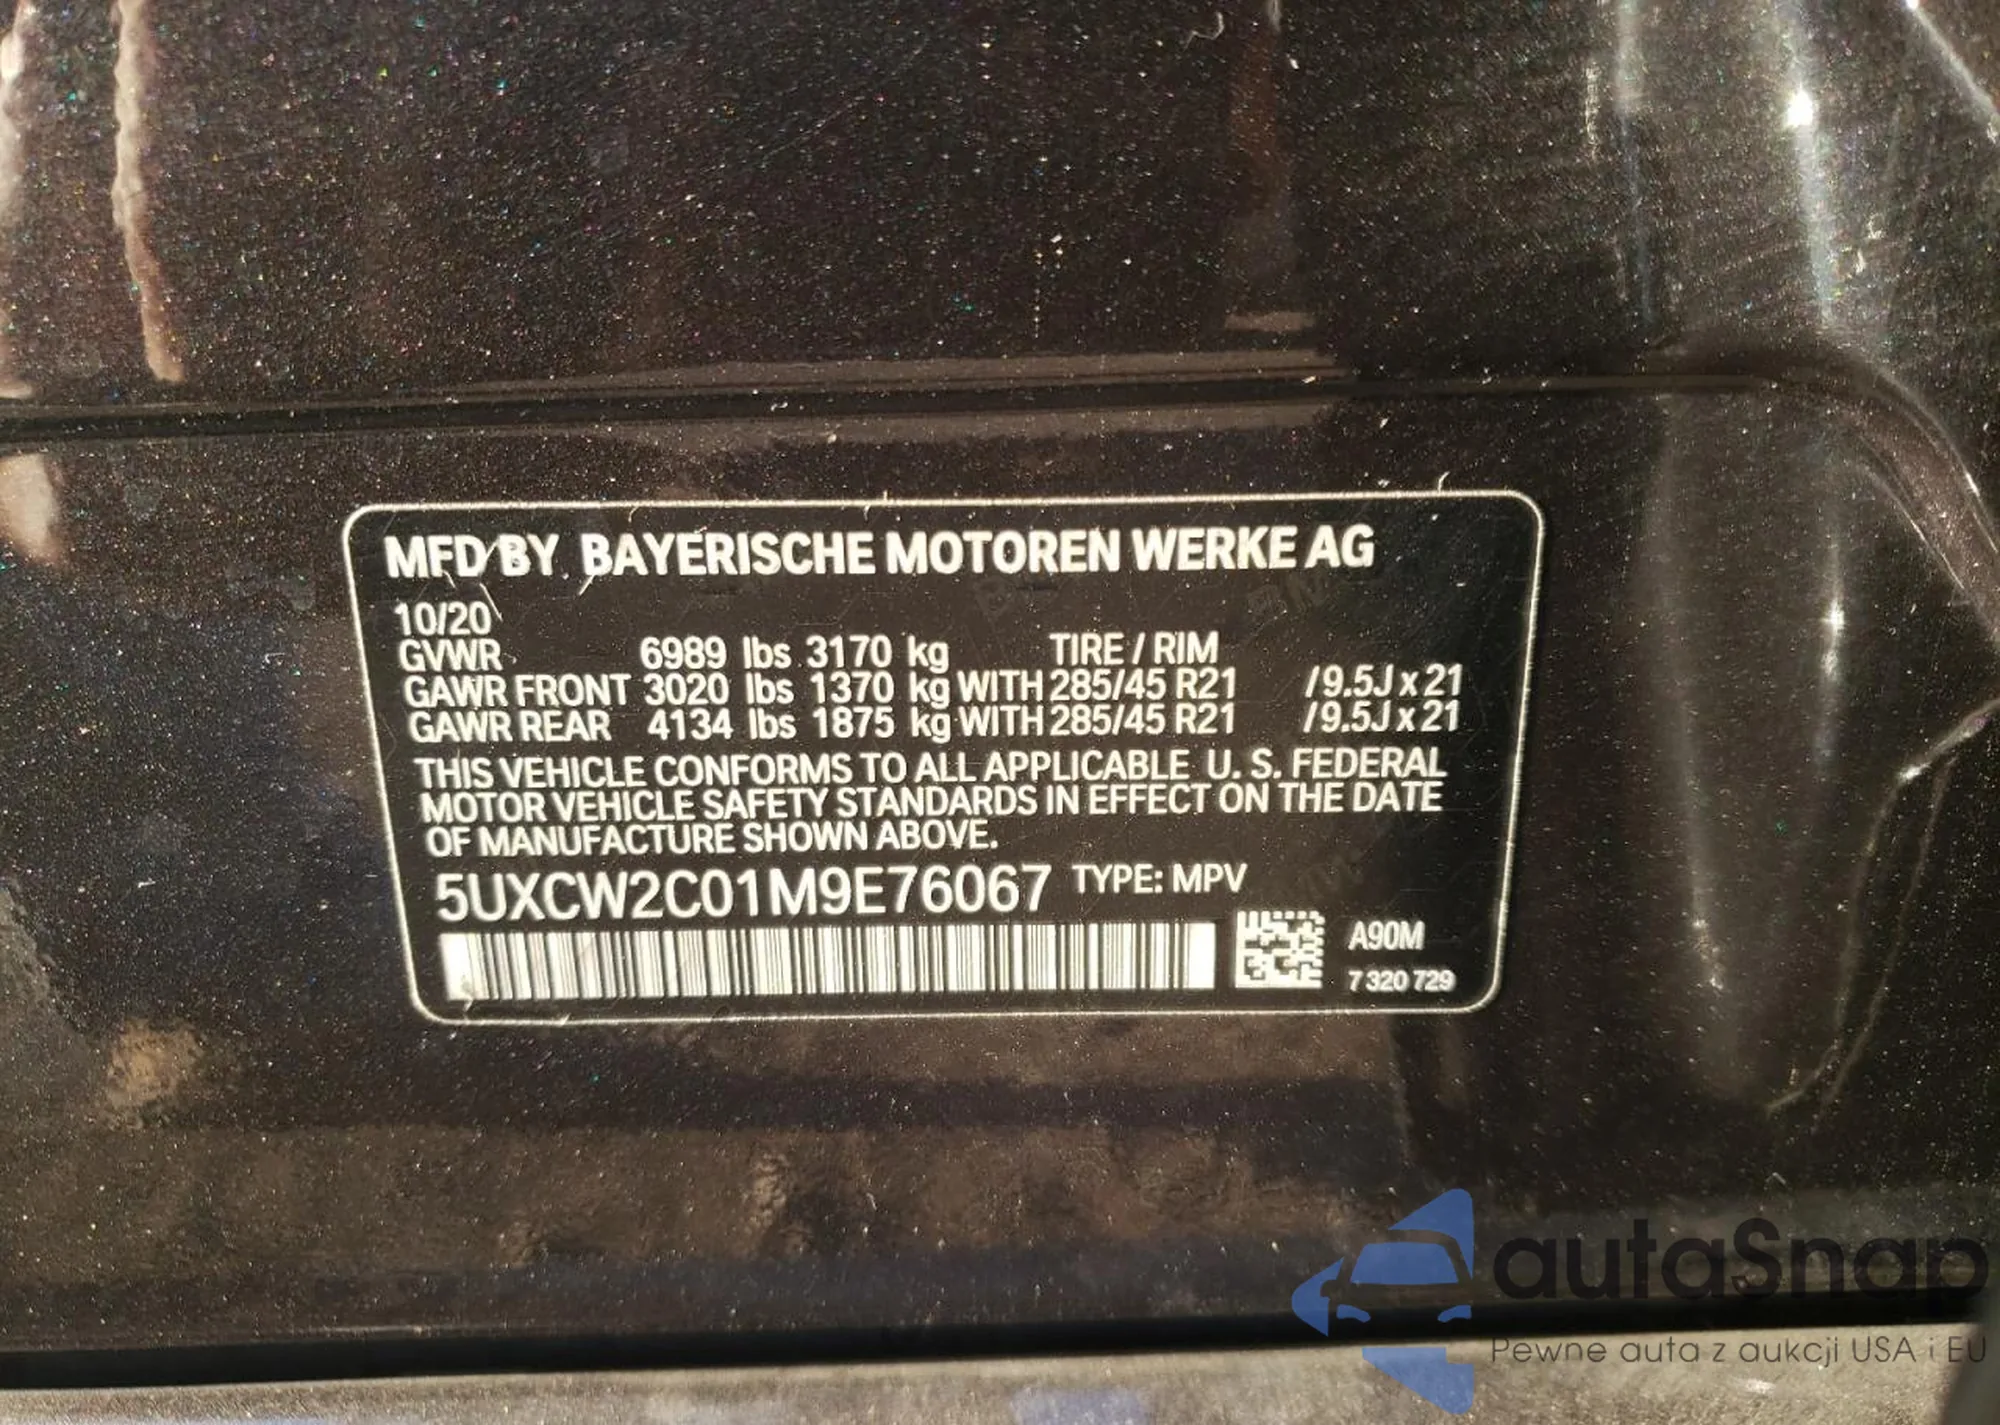 MFD BY BAYERISCHE MOTOREN WERKE AG
10/20
GVWR 6989 lbs 3170 kg TIRE / RIM
GAWR FRONT 3020 lbs 1370 kg WITH 285/45 R21 / 9.5J x 21
GAWR REAR 4134 lbs 1875 kg WITH 285/45 R21 / 9.5J x 21
THIS VEHICLE CONFORMS TO ALL APPLICABLE U. S. FEDERAL
MOTOR VEHICLE SAFETY STANDARDS IN EFFECT ON THE DATE
OF MANUFACTURE SHOWN ABOVE.
5UXCW2C01M9E76067 TYPE: MPV
A90M
7 320 729
autaSnap
Pewne auta z aukcji USA i EU